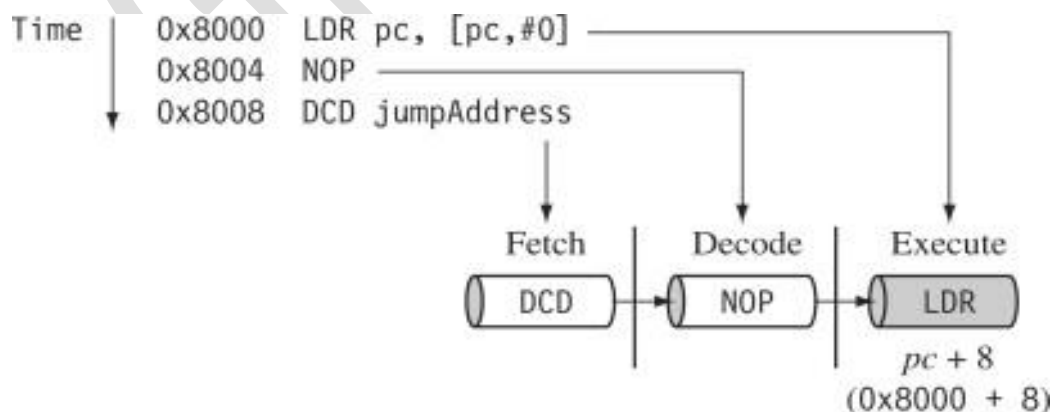 Time 0x8000 LDR pc, [pc,#0]
0x8004 NOP
0x8008 DCD jumpAddress
Fetch Decode Execute
DCD NOP LDR
pc + 8
(0x8000 + 8)